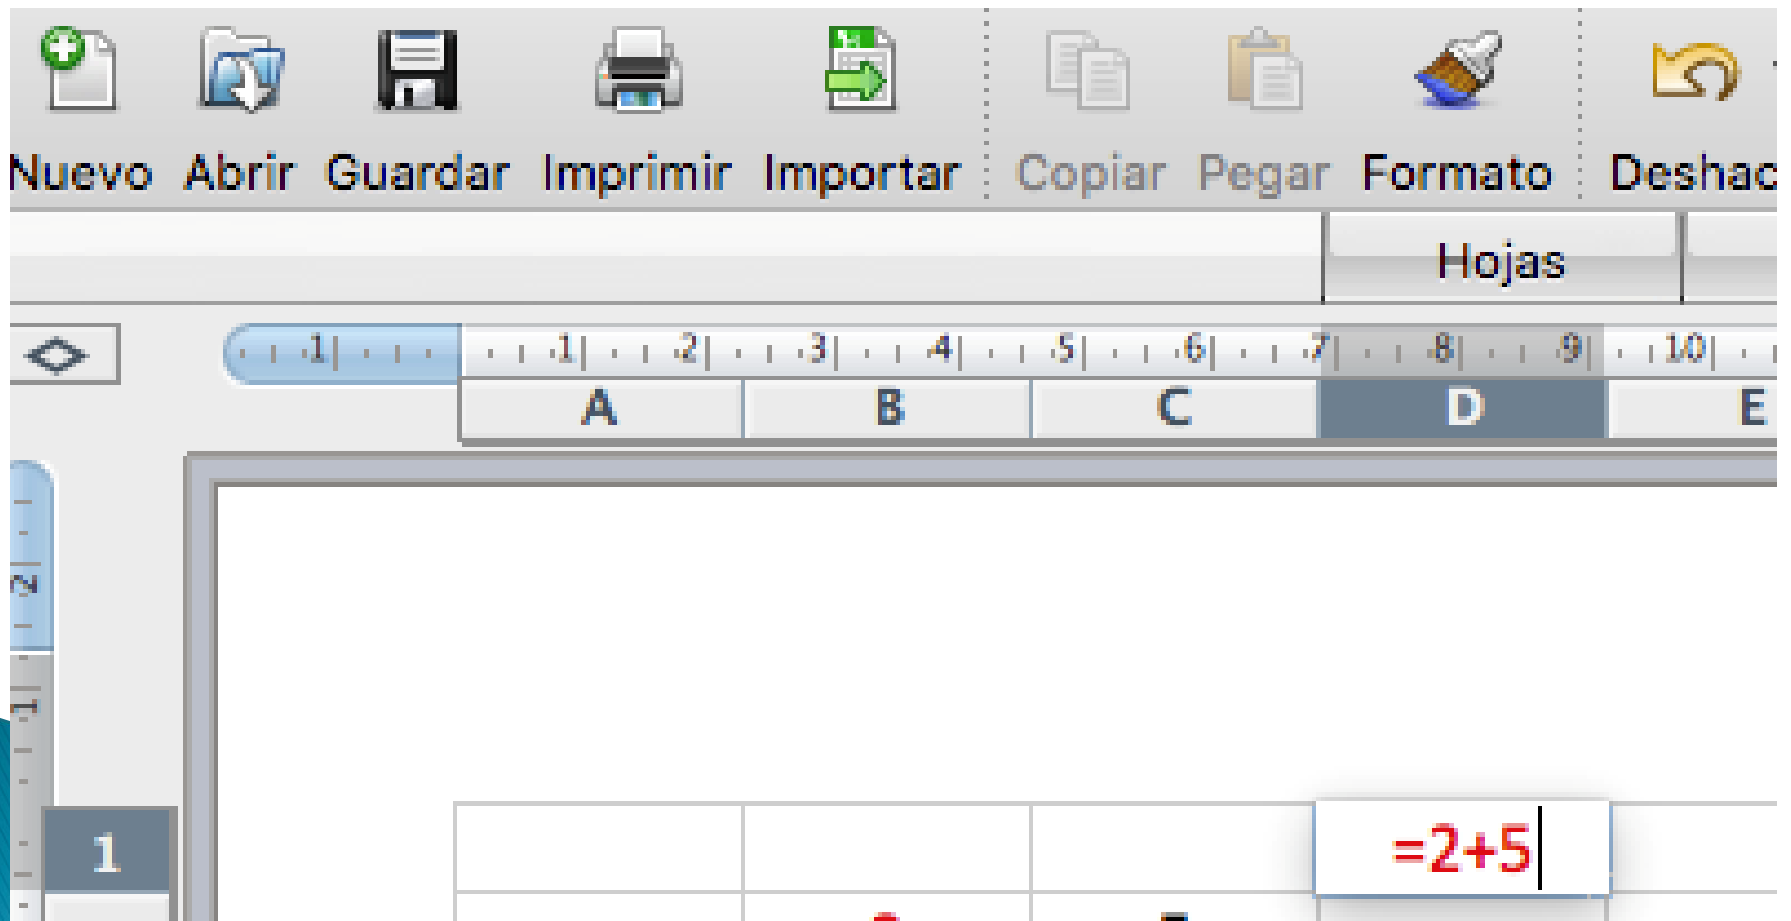 Nuevo Abrir Guardar Imprimir Importar Copiar Pegar Formato Deshac
Hojas
1 1 2 3 4 5 6 7 8 9 10
A B C D E
2
1
1 =2+5